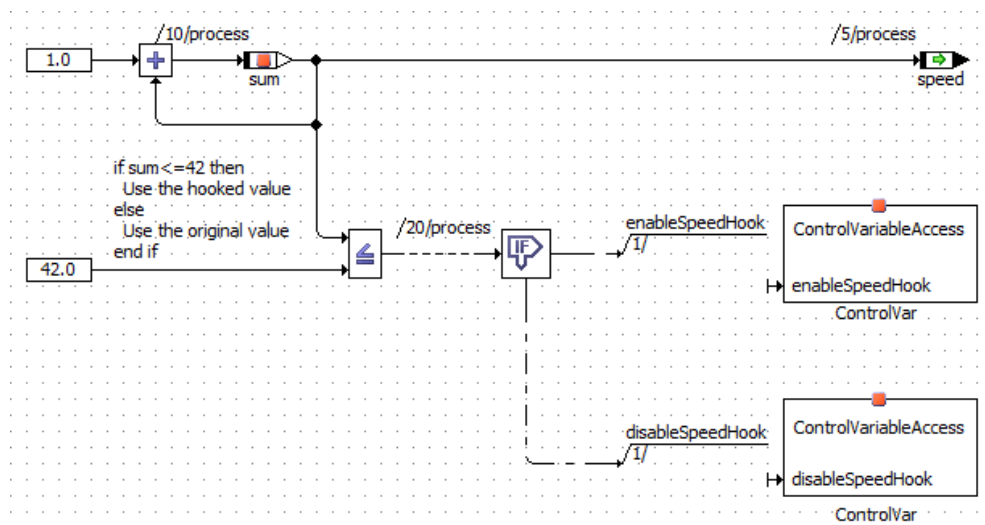 /10/process
/5/process
1.0
sum
speed
if sum<=42 then
Use the hooked value
else
Use the original value
end if
/20/process
IF
enableSpeedHook
/1/
ControlVariableAccess
enableSpeedHook
ControlVar
42.0
disableSpeedHook
/1/
ControlVariableAccess
disableSpeedHook
ControlVar